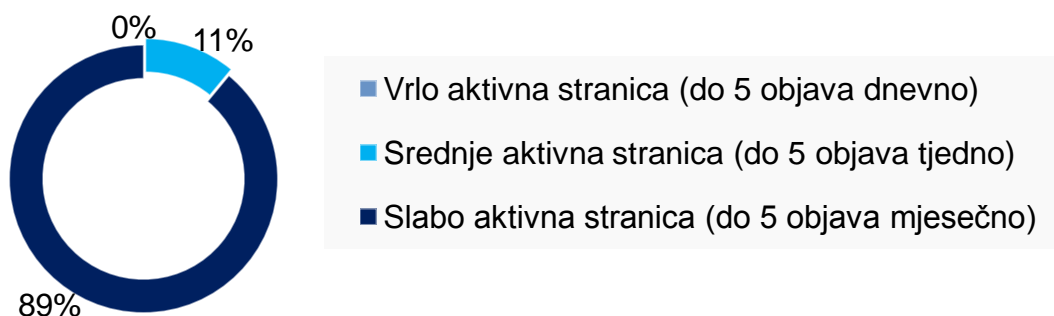 0%
11%
89%
Vrlo aktivna stranica (do 5 objava dnevno)
Srednje aktivna stranica (do 5 objava tjedno)
Slabo aktivna stranica (do 5 objava mjesečno)